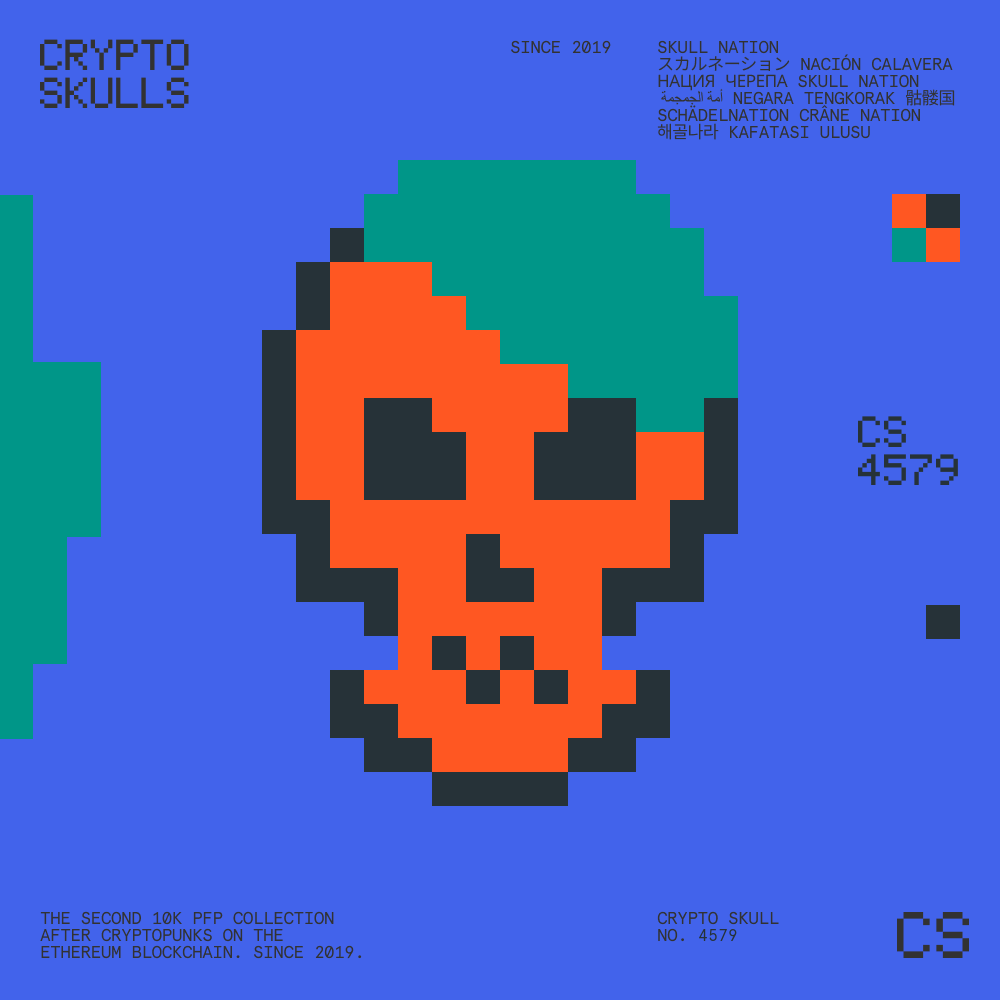 CRYPTO
SKULLS
SINCE 2019
SKULL NATION
スカルネーション NACIÓN CALAVERA
НАЦИЯ ЧЕРЕПА SKULL NATION
أمة الجمجمة NEGARA TENGKORAK 骷髅国
SCHÄDELNATION CRÂNE NATION
해골나라 KAFATASI ULUSU
CS
4579
THE SECOND 10K PFP COLLECTION
AFTER CRYPTOPUNKS ON THE
ETHEREUM BLOCKCHAIN. SINCE 2019.
CRYPTO SKULL
NO. 4579
CS